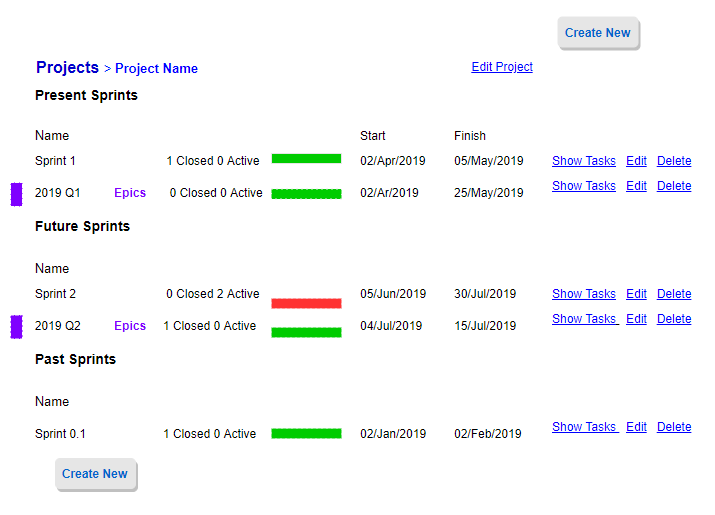 Create New
Projects > Project Name Edit Project
Present Sprints
Name Start Finish
Sprint 1 1 Closed 0 Active 02/Apr/2019 05/May/2019 Show Tasks Edit Delete
2019 Q1 Epics 0 Closed 0 Active 02/Ar/2019 25/May/2019 Show Tasks Edit Delete
Future Sprints
Name
Sprint 2 0 Closed 2 Active 05/Jun/2019 30/Jul/2019 Show Tasks Edit Delete
2019 Q2 Epics 1 Closed 0 Active 04/Jul/2019 15/Jul/2019 Show Tasks Edit Delete
Past Sprints
Name
Sprint 0.1 1 Closed 0 Active 02/Jan/2019 02/Feb/2019 Show Tasks Edit Delete
Create New